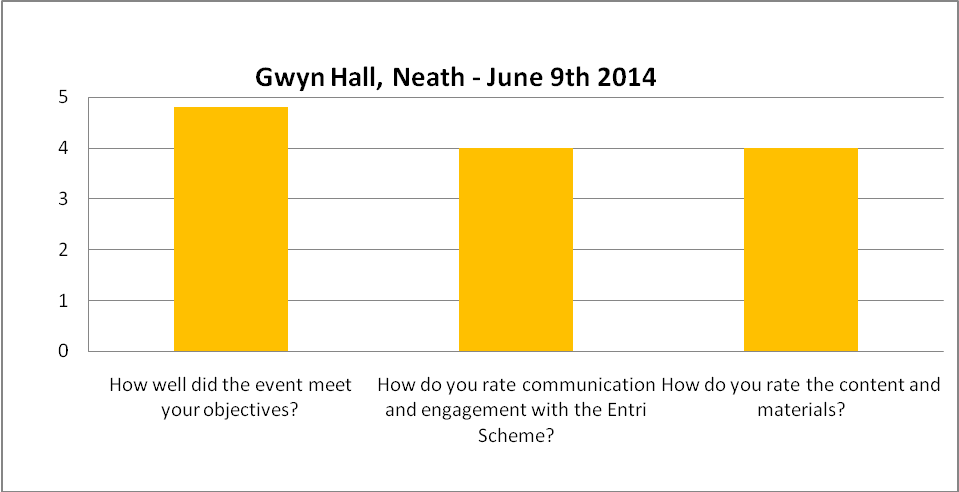 Gwyn Hall, Neath - June 9th 2014
5
4
3
2
1
0
How well did the event meet
your objectives?
How do you rate communication
and engagement with the Entri
Scheme?
How do you rate the content and
materials?